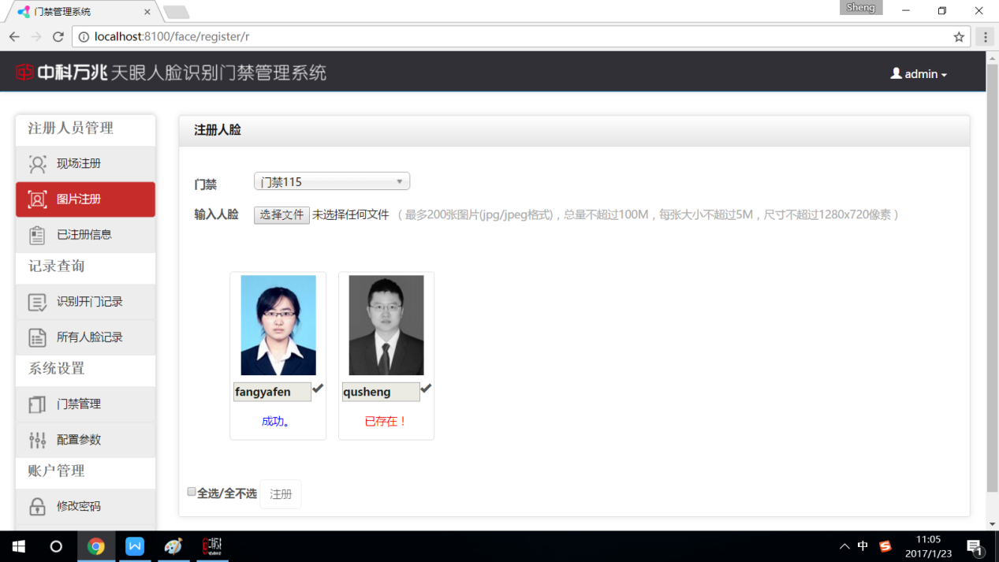 门禁管理系统
Sheng
localhost:8100/face/register/r
中科万兆 天眼人脸识别门禁管理系统
admin
注册人员管理
现场注册
图片注册
已注册信息
记录查询
识别开门记录
所有人脸记录
系统设置
门禁管理
配置参数
账户管理
修改密码
注册人脸
门禁 门禁115
输入人脸 选择文件 未选择任何文件 （最多200张图片(jpg/jpeg格式)，总量不超过100M，每张大小不超过5M，尺寸不超过1280x720像素）
fangyafen qusheng
成功。 已存在！
全选/全不选 注册
中 S 11:05
2017/1/23 1